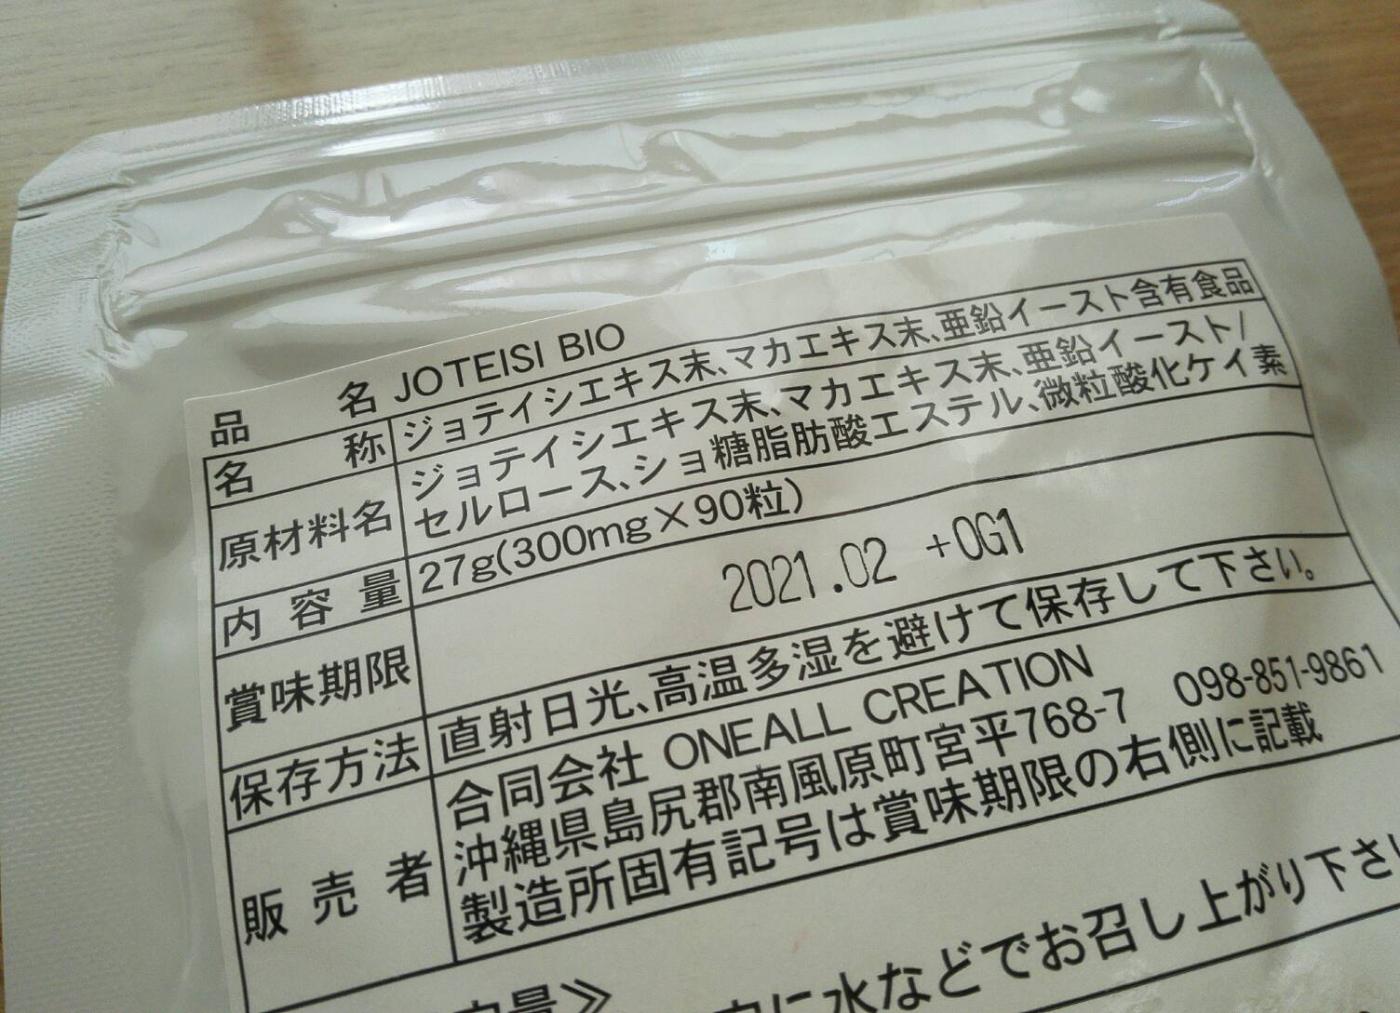 品名 JOTEISI BIO
名称 ジョテイシエキス末、マカエキス末、亜鉛イースト含有食品
原材料名 ジョテイシエキス末、マカエキス末、亜鉛イースト/
セルロース、ショ糖脂肪酸エステル、微粒酸化ケイ素
内容量 27g(300mg×90粒)
賞味期限 2021.02 +OG1
保存方法 直射日光、高温多湿を避けて保存して下さい。
販売者 合同会社 ONEALL CREATION
沖縄県島尻郡南風原町宮平768-7 098-851-9861
製造所固有記号は賞味期限の右側に記載
量≫
に水などでお召し上がり下さ